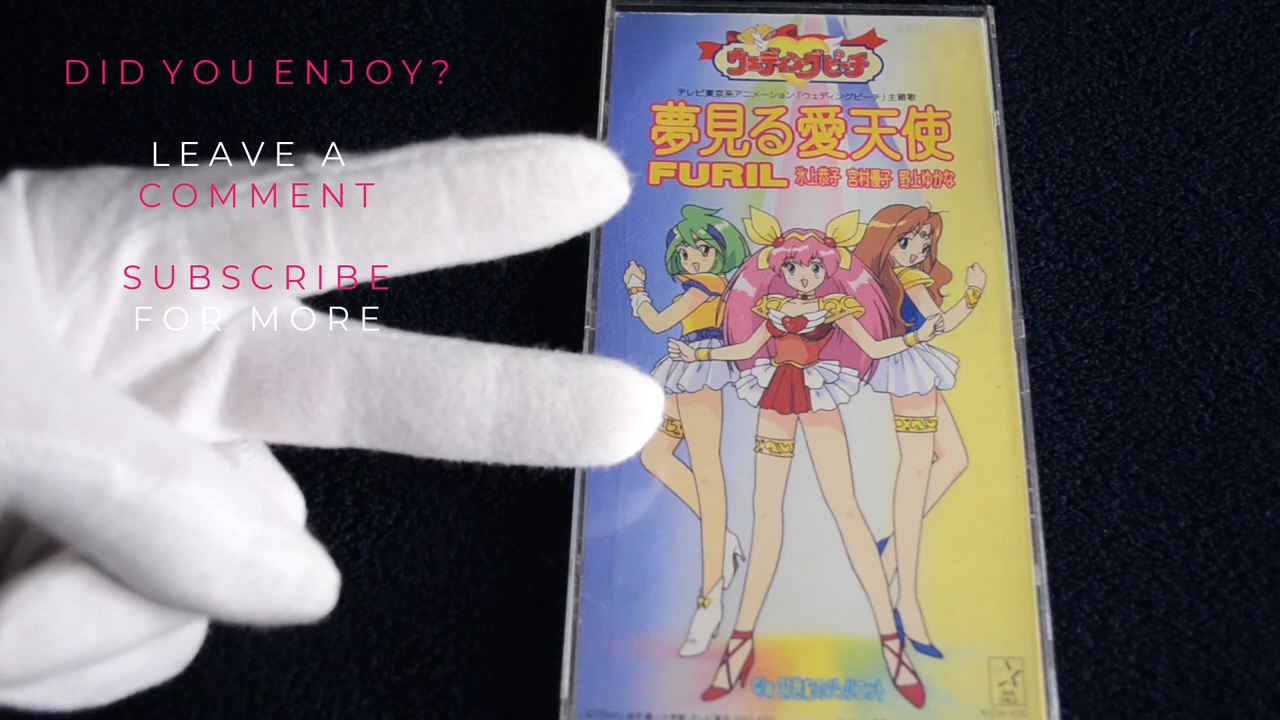 DID YOU ENJOY?
LEAVE A
COMMENT
SUBSCRIBE
FOR MORE
ウェディングピーチ
テレビ東京系アニメーション「ウェディングピーチ」主題歌
夢見る愛天使
FURIL 氷上恭子 宮村優子 野上ゆかな